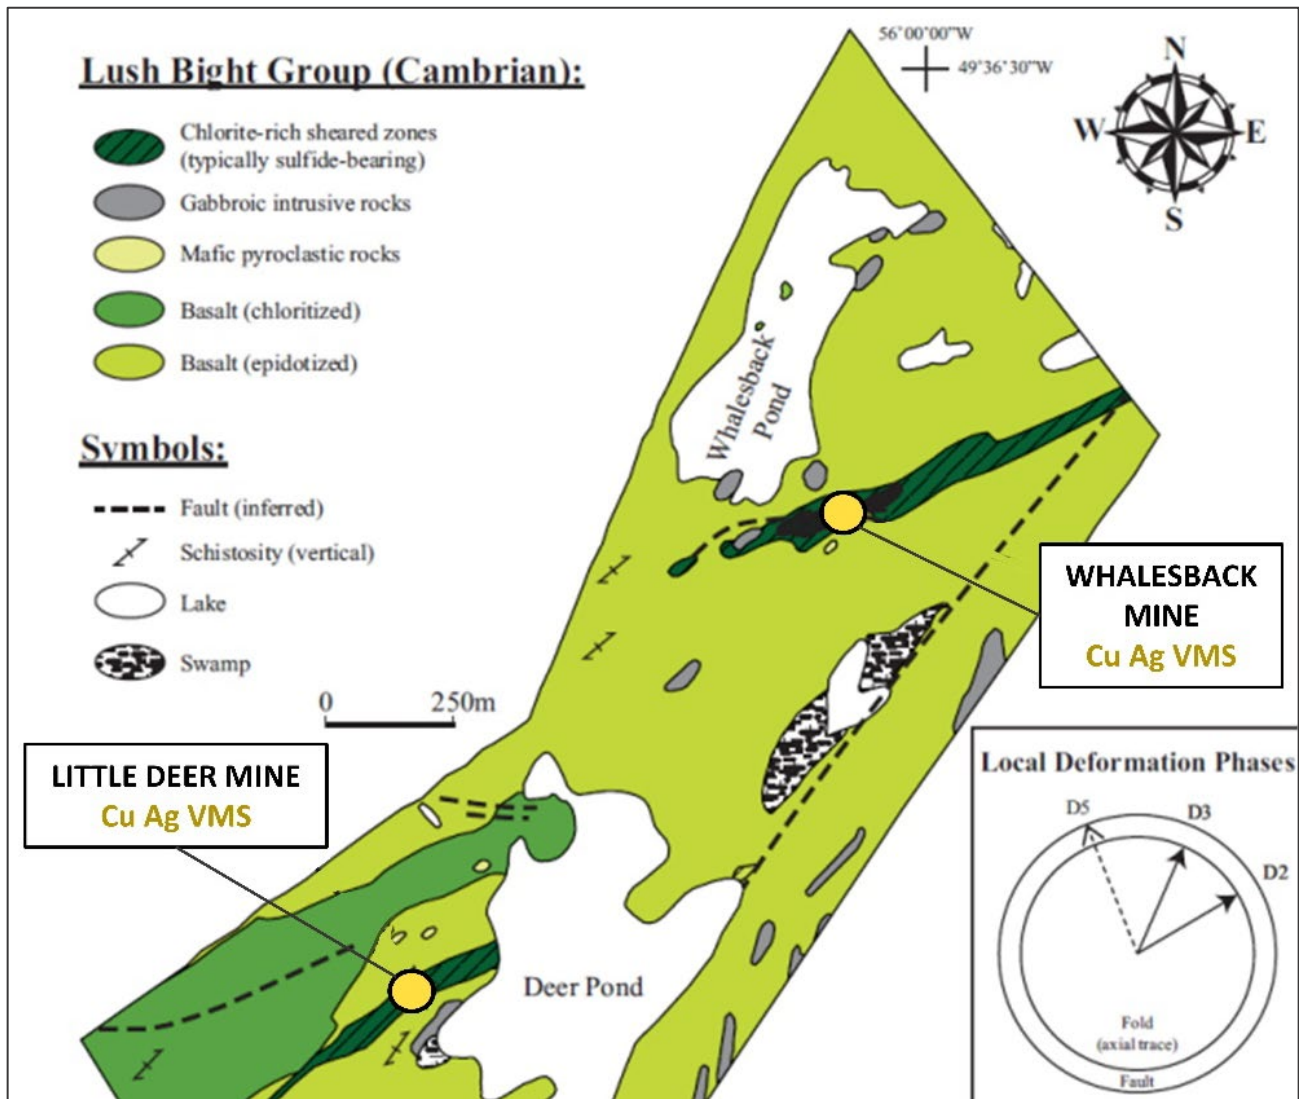 Lush Bight Group (Cambrian):
Chlorite-rich sheared zones
(typically sulfide-bearing)
Gabbroic intrusive rocks
Mafic pyroclastic rocks
Basalt (chloritized)
Basalt (epidotized)
Symbols:
Fault (inferred)
Schistosity (vertical)
Lake
Swamp
0 250m
56°00'00"W
49°36'30"W
N
W E
S
Whalesback
Pond
WHALESBACK
MINE
Cu Ag VMS
LITTLE DEER MINE
Cu Ag VMS
Deer Pond
Local Deformation Phases
D5
D3
D2
Fold
(axial trace)
Fault